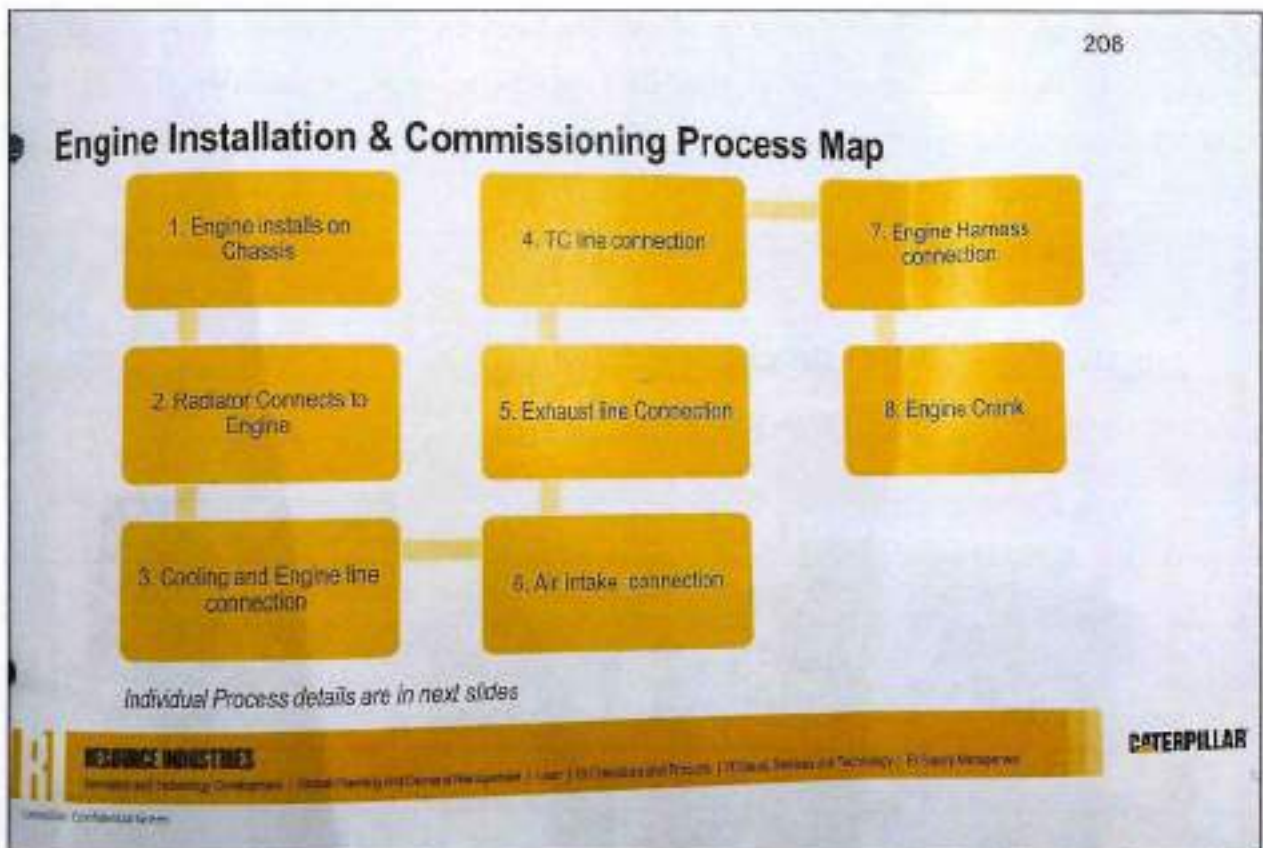 208
Engine Installation & Commissioning Process Map
1. Engine installs on
Chassis
2. Radiator Connects to
Engine
3. Cooling and Engine line
connection
4. TC line connection
5. Exhaust line Connection
6. Air intake connection
7. Engine Harness
connection
8. Engine Crank
Individual Process details are in next slides
RESOURCE INDUSTRIES
CATERPILLAR